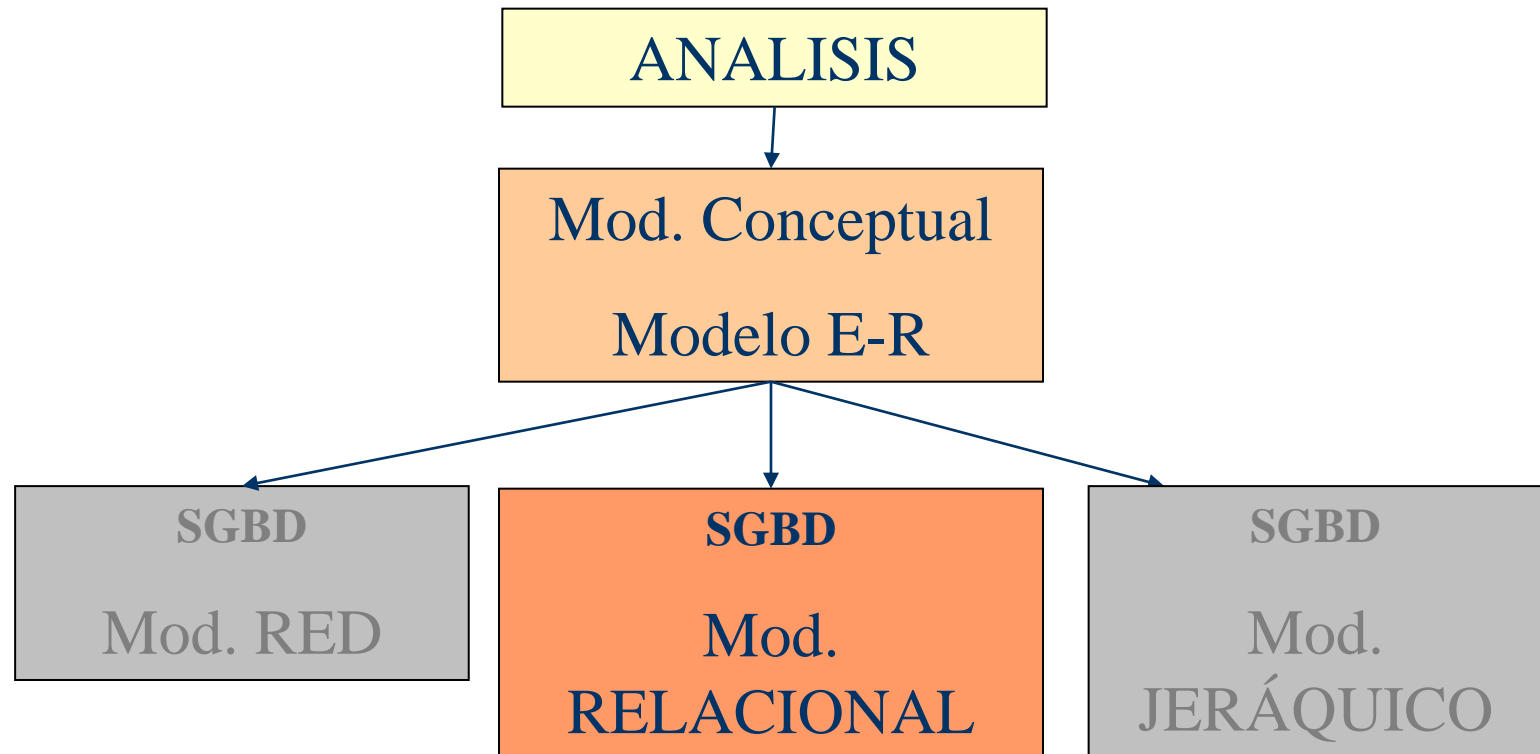 ANALISIS
Mod. Conceptual
Modelo E-R
SGBD
Mod. RED
SGBD
Mod.
RELACIONAL
SGBD
Mod.
JERÁQUICO